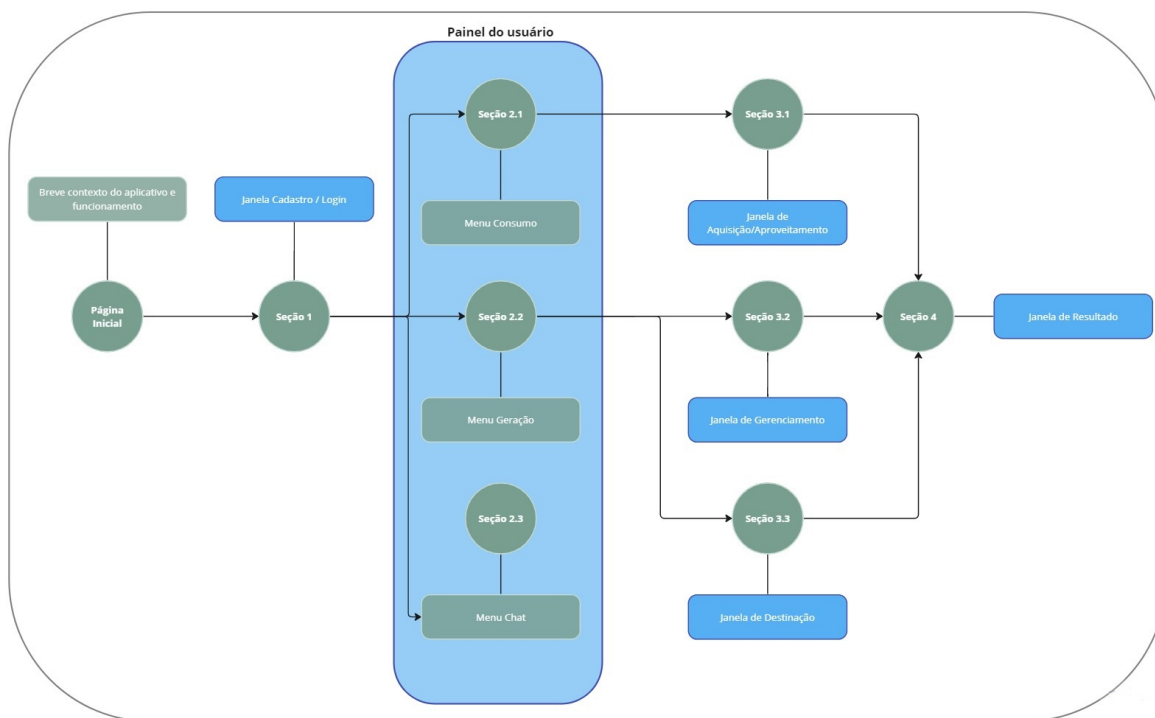 Painel do usuário
Seção 2.1
Seção 3.1
Breve contexto do aplicativo e
funcionamento
Janela Cadastro / Login
Menu Consumo
Janela de
Aquisição/Aproveitamento
Página
Inicial
Seção 1
Seção 2.2
Seção 3.2
Seção 4
Janela de Resultado
Menu Geração
Janela de Gerenciamento
Seção 2.3
Seção 3.3
Menu Chat
Janela de Destinação